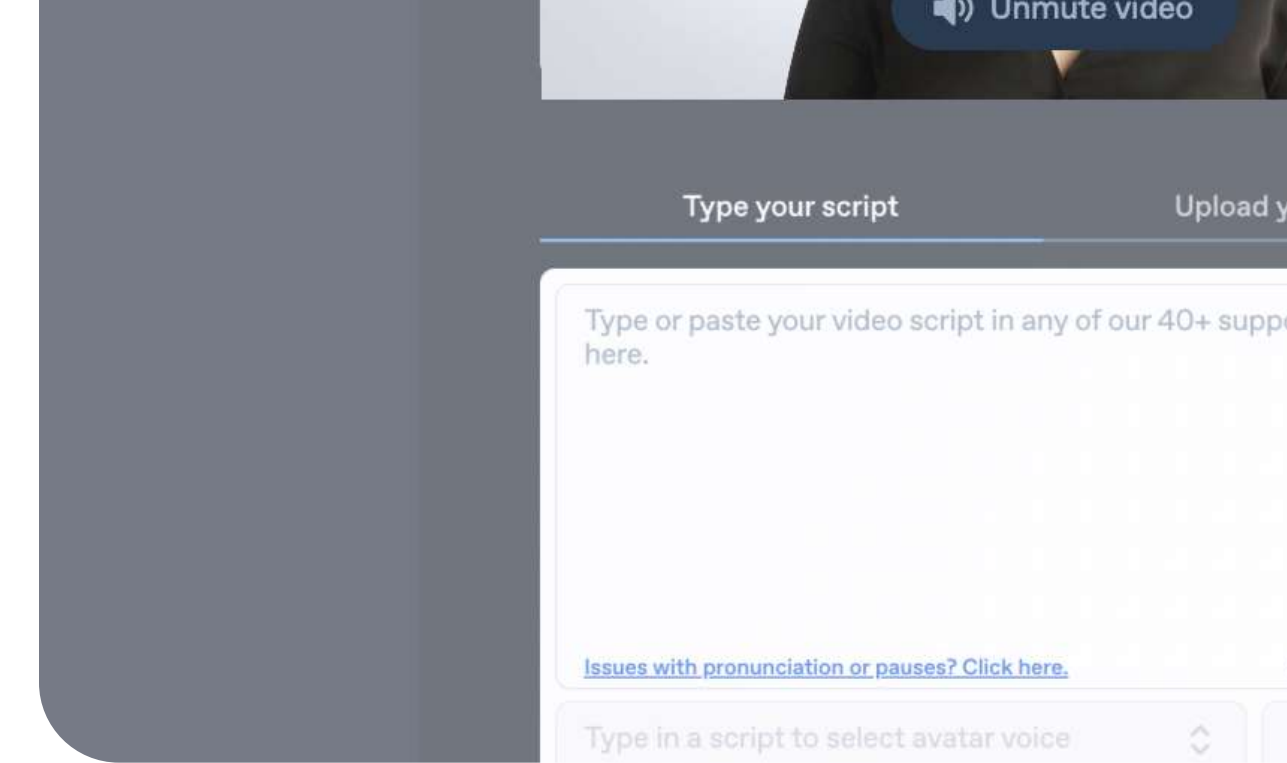 Unmute video
Type your script
Upload
Type or paste your video script in any of our 40+
here.
Issues with pronunciation or pauses? Click here.
Type in a script to select avatar voice